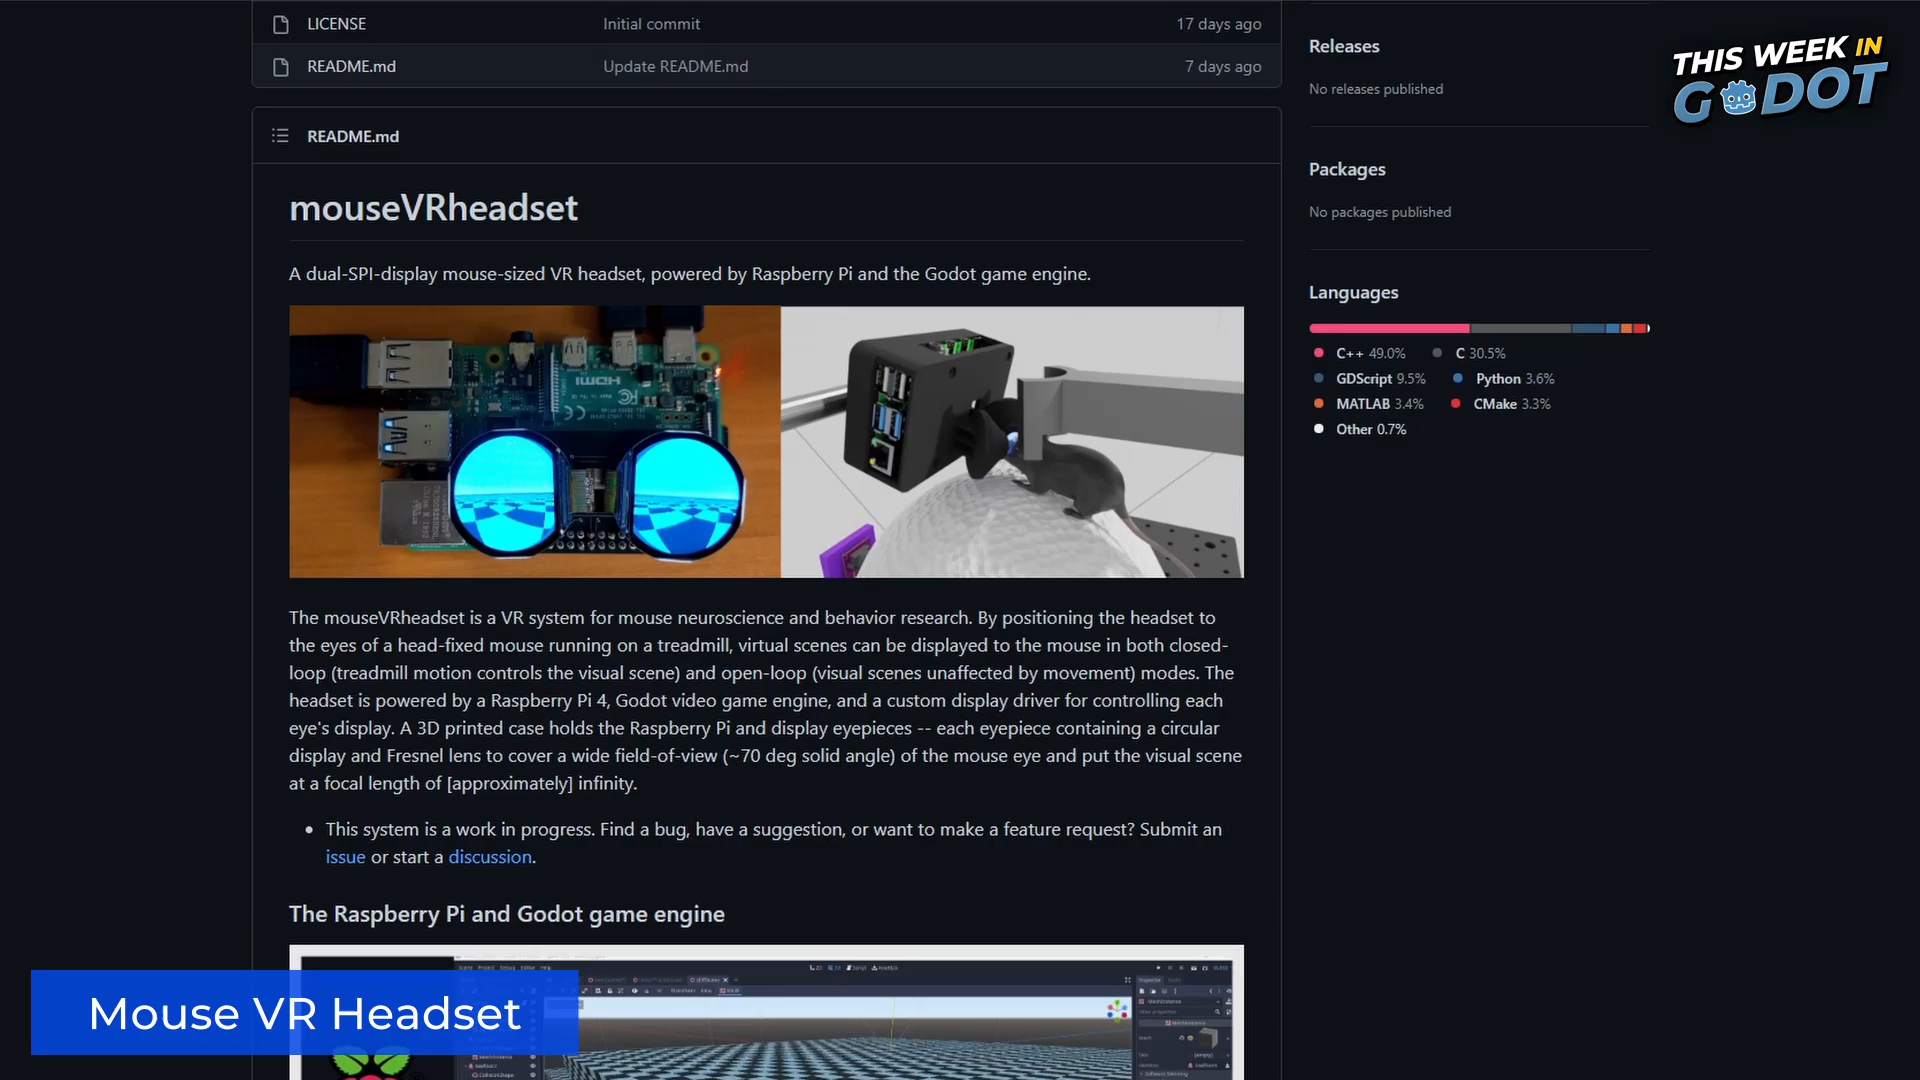 LICENSE Initial commit 17 days ago
README.md Update README.md 7 days ago
README.md
mouseVRheadset
A dual-SPI-display mouse-sized VR headset, powered by Raspberry Pi and the Godot game engine.
HDMI
FC
CE
The mouseVRheadset is a VR system for mouse neuroscience and behavior research. By positioning the headset to
the eyes of a head-fixed mouse running on a treadmill, virtual scenes can be displayed to the mouse in both closed-
loop (treadmill motion controls the visual scene) and open-loop (visual scenes unaffected by movement) modes. The
headset is powered by a Raspberry Pi 4, Godot video game engine, and a custom display driver for controlling each
eye's display. A 3D printed case holds the Raspberry Pi and display eyepieces -- each eyepiece containing a circular
display and Fresnel lens to cover a wide field-of-view (~70 deg solid angle) of the mouse eye and put the visual scene
at a focal length of [approximately] infinity.
• This system is a work in progress. Find a bug, have a suggestion, or want to make a feature request? Submit an
issue or start a discussion.
The Raspberry Pi and Godot game engine
Scene Project Debug Editor Help
Mouse VR Headset
Releases
No releases published
Packages
No packages published
Languages
C++ 49.0% C 30.5%
GDScript 9.5% Python 3.6%
MATLAB 3.4% CMake 3.3%
Other 0.7%
THIS WEEK IN
GODOT